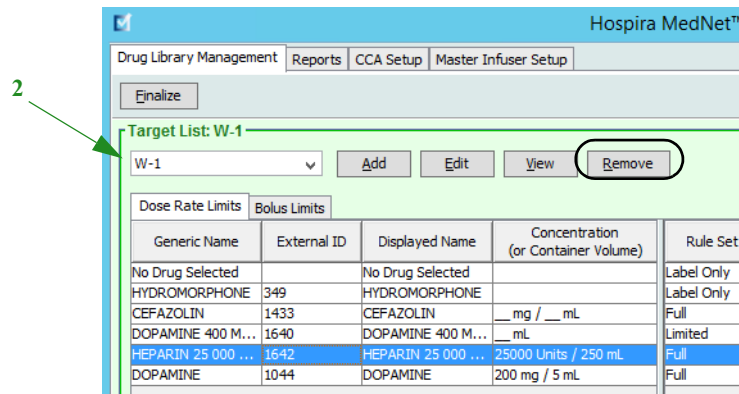 Hospira MedNet™
Drug Library Management Reports CCA Setup Master Infuser Setup
Finalize
2
Target List: W-1
W-1 Add Edit View Remove
Dose Rate Limits Bolus Limits
Generic Name External ID Displayed Name Concentration (or Container Volume) Rule Set
No Drug Selected No Drug Selected Label Only
HYDROMORPHONE 349 HYDROMORPHONE Label Only
CEFAZOLIN 1433 CEFAZOLIN __ mg / __ mL Full
DOPAMINE 400 M... 1640 DOPAMINE 400 M... __ mL Limited
HEPARIN 25 000 ... 1642 HEPARIN 25 000 ... 25000 Units / 250 mL Full
DOPAMINE 1044 DOPAMINE 200 mg / 5 mL Full